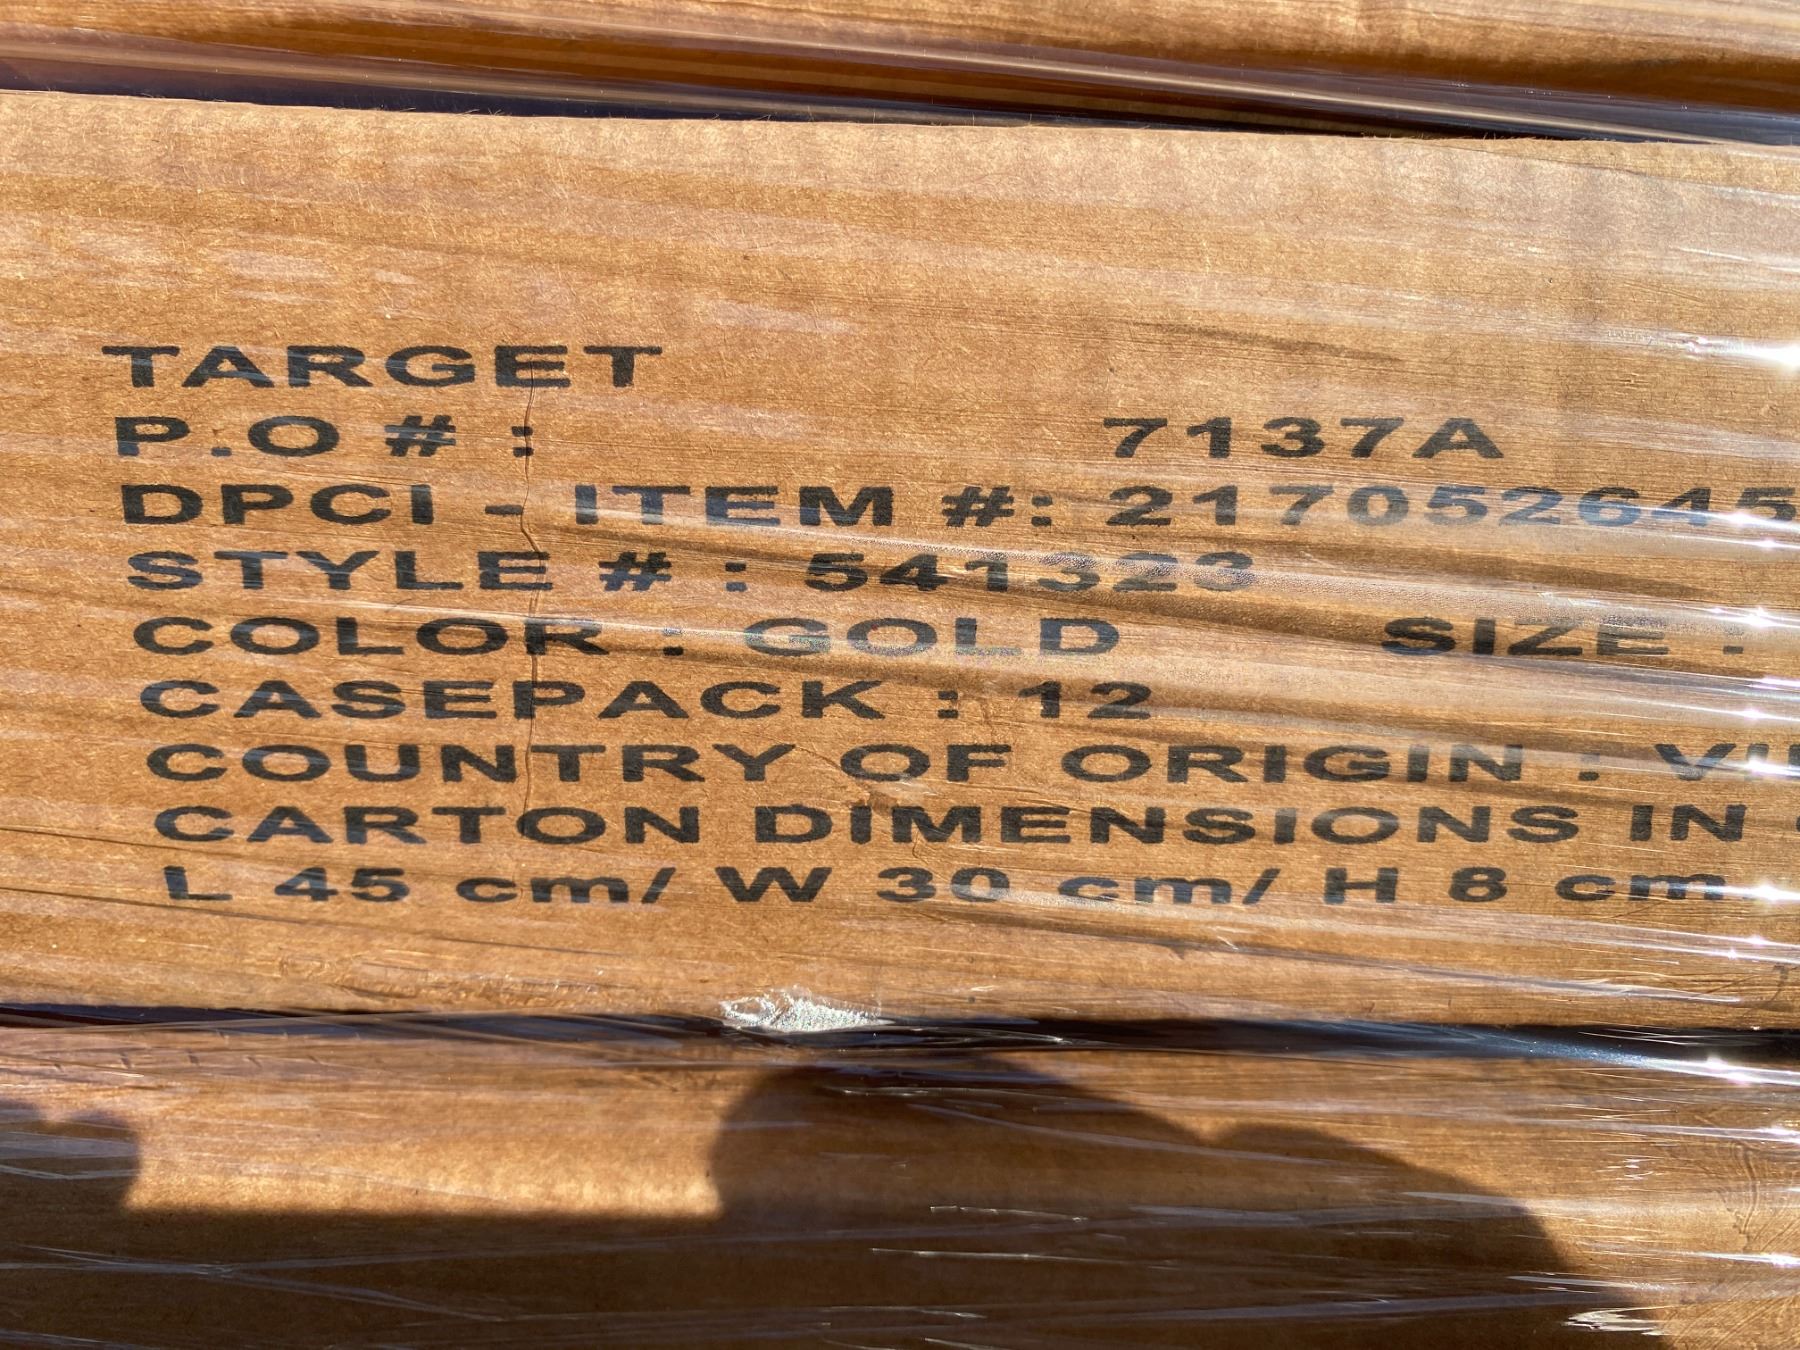 TARGET
P.O # : 7137A
DPCI - ITEM #: 217052645
STYLE # : 541323
COLOR : GOLD SIZE :
CASEPACK : 12
COUNTRY OF ORIGIN :
CARTON DIMENSIONS IN
L 45 cm/ W 30 cm/ H 8 cm